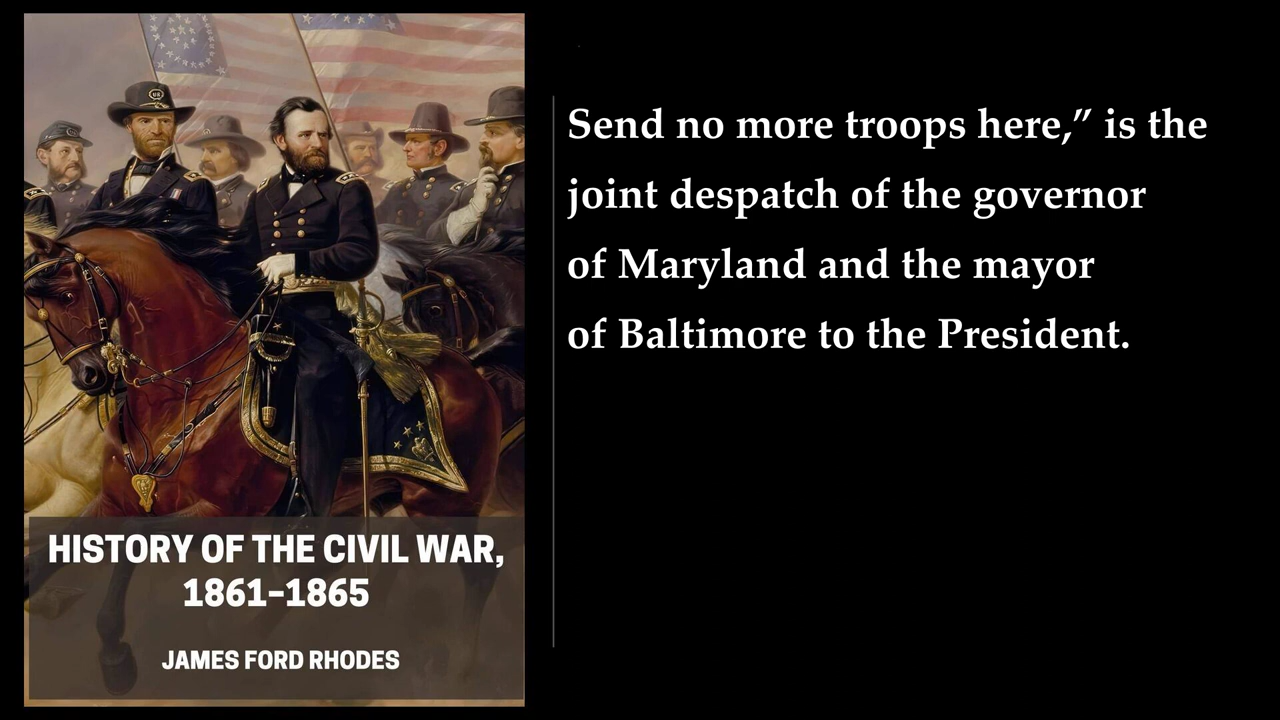 HISTORY OF THE CIVIL WAR,
1861–1865
JAMES FORD RHODES
Send no more troops here,” is the
joint despatch of the governor
of Maryland and the mayor
of Baltimore to the President.